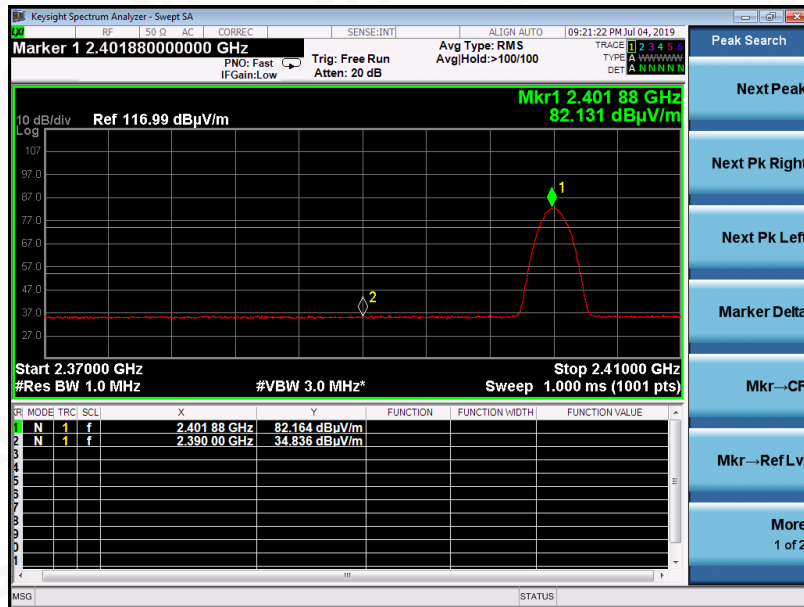 Keysight Spectrum Analyzer - Swept SA
LXI RF 50 Ω AC CORREC SENSE:INT ALIGN AUTO 09:21:22 PM Jul 04, 2019
Marker 1 2.401880000000 GHz
PNO: Fast
IFGain:Low
Trig: Free Run
Atten: 20 dB
Avg Type: RMS
Avg|Hold:>100/100
TRACE 1 2 3 4 5 6
TYPE A WWWWW
DET A N N N N N
Mkr1 2.401 88 GHz
82.131 dBµV/m
10 dB/div Ref 116.99 dBµV/m
Log
107
97.0
87.0
77.0
67.0
57.0
47.0
37.0
27.0
1
2
Start 2.37000 GHz Stop 2.41000 GHz
#Res BW 1.0 MHz #VBW 3.0 MHz* Sweep 1.000 ms (1001 pts)
KR MODE TRC SCL X Y FUNCTION FUNCTION WIDTH FUNCTION VALUE
1 N 1 f 2.401 88 GHz 82.164 dBµV/m
2 N 1 f 2.390 00 GHz 34.836 dBµV/m
3
4
5
6
7
8
9
0
1
MSG STATUS
Peak Search
Next Peak
Next Pk Right
Next Pk Left
Marker Delta
Mkr→CF
Mkr→Ref Lv
More
1 of 2